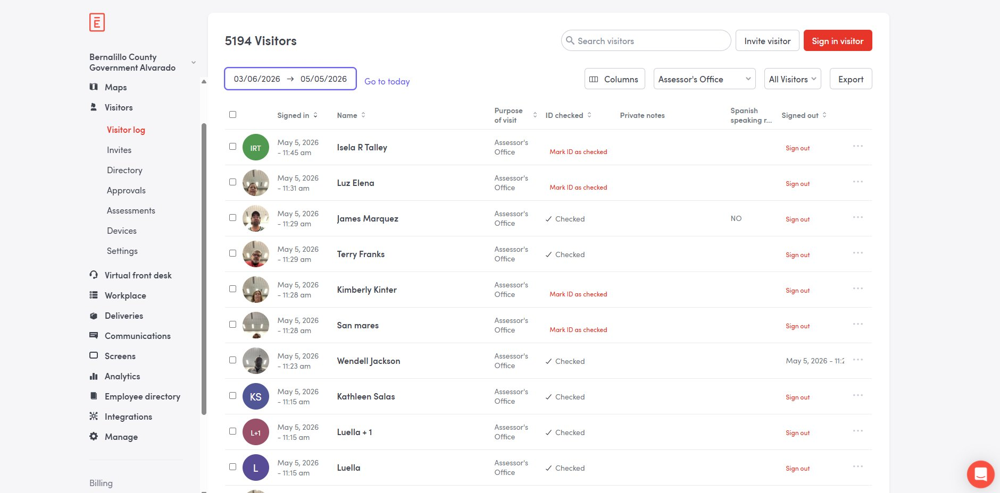 E
Bernalillo County
Government Alvarado
Maps
Visitors
Visitor log
Invites
Directory
Approvals
Assessments
Devices
Settings
Virtual front desk
Workplace
Deliveries
Communications
Screens
Analytics
Employee directory
Integrations
Manage
Billing
5194 Visitors
Search visitors
Invite visitor
Sign in visitor
03/06/2026 → 05/05/2026
Go to today
Columns
Assessor's Office
All Visitors
Export
Signed in
Name
Purpose
of visit
ID checked
Private notes
Spanish
speaking r...
Signed out
IRT
May 5, 2026
- 11:45 am
Isela R Talley
Assessor's
Office
Mark ID as checked
Sign out
May 5, 2026
- 11:31 am
Luz Elena
Assessor's
Office
Mark ID as checked
Sign out
May 5, 2026
- 11:29 am
James Marquez
Assessor's
Office
Checked
NO
Sign out
May 5, 2026
- 11:29 am
Terry Franks
Assessor's
Office
Checked
Sign out
May 5, 2026
- 11:28 am
Kimberly Kinter
Assessor's
Office
Mark ID as checked
Sign out
May 5, 2026
- 11:28 am
San mares
Assessor's
Office
Mark ID as checked
Sign out
May 5, 2026
- 11:23 am
Wendell Jackson
Assessor's
Office
Checked
May 5, 2026 - 11:2
KS
May 5, 2026
- 11:15 am
Kathleen Salas
Assessor's
Office
Checked
Sign out
L+1
May 5, 2026
- 11:15 am
Luella + 1
Assessor's
Office
Checked
Sign out
L
May 5, 2026
- 11:15 am
Luella
Assessor's
Office
Checked
Sign out